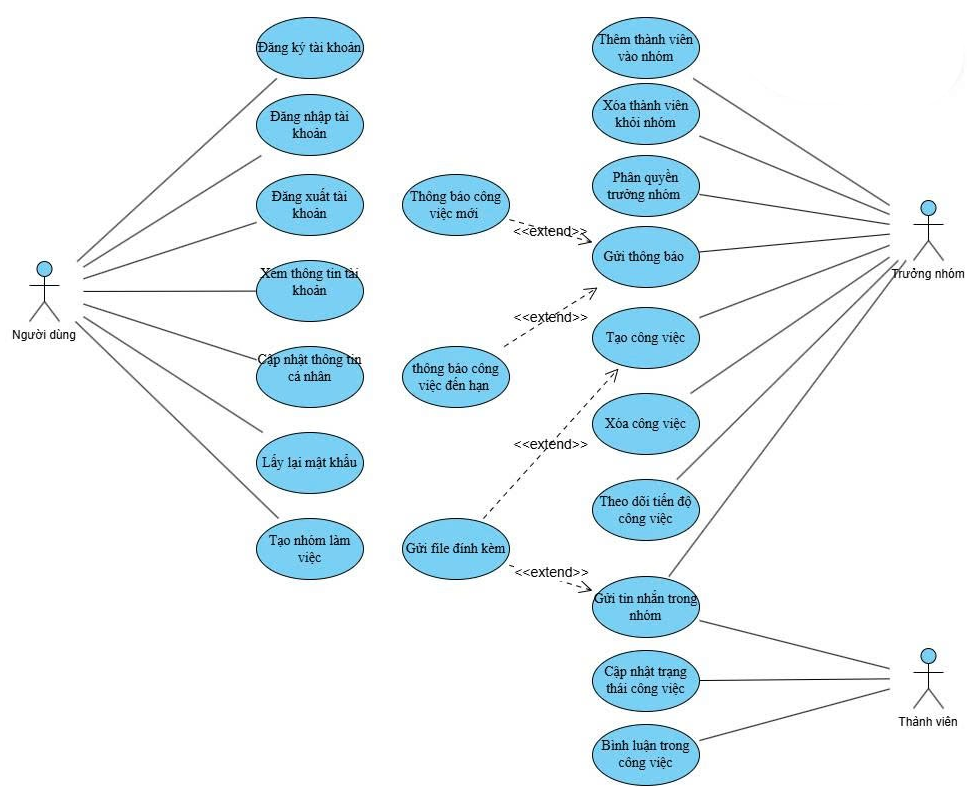 Đăng ký tài khoản
Đăng nhập tài
khoản
Đăng xuất tài
khoản
Xem thông tin tài
khoản
Cập nhật thông tin
cá nhân
Lấy lại mật khẩu
Tạo nhóm làm
việc
Người dùng
Thông báo công
việc mới
thông báo công
việc đến hạn
Gửi file đính kèm
<<extend>>
<<extend>>
<<extend>>
<<extend>>
Thêm thành viên
vào nhóm
Xóa thành viên
khỏi nhóm
Phân quyền
trưởng nhóm
Gửi thông báo
Tạo công việc
Xóa công việc
Theo dõi tiến độ
công việc
Gửi tin nhắn trong
nhóm
Cập nhật trạng
thái công việc
Bình luận trong
công việc
Trưởng nhóm
Thành viên